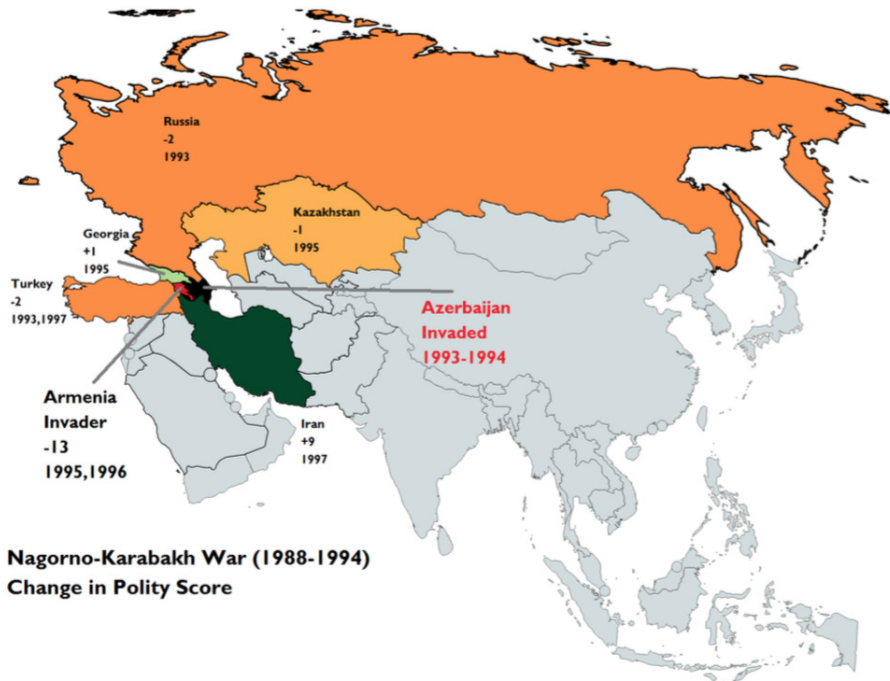 Russia
-2
1993
Kazakhstan
-1
1995
Georgia
+1
1995
Turkey
-2
1993,1997
Azerbaijan
Invaded
1993-1994
Armenia
Invader
-13
1995,1996
Iran
+9
1997
Nagorno-Karabakh War (1988-1994)
Change in Polity Score